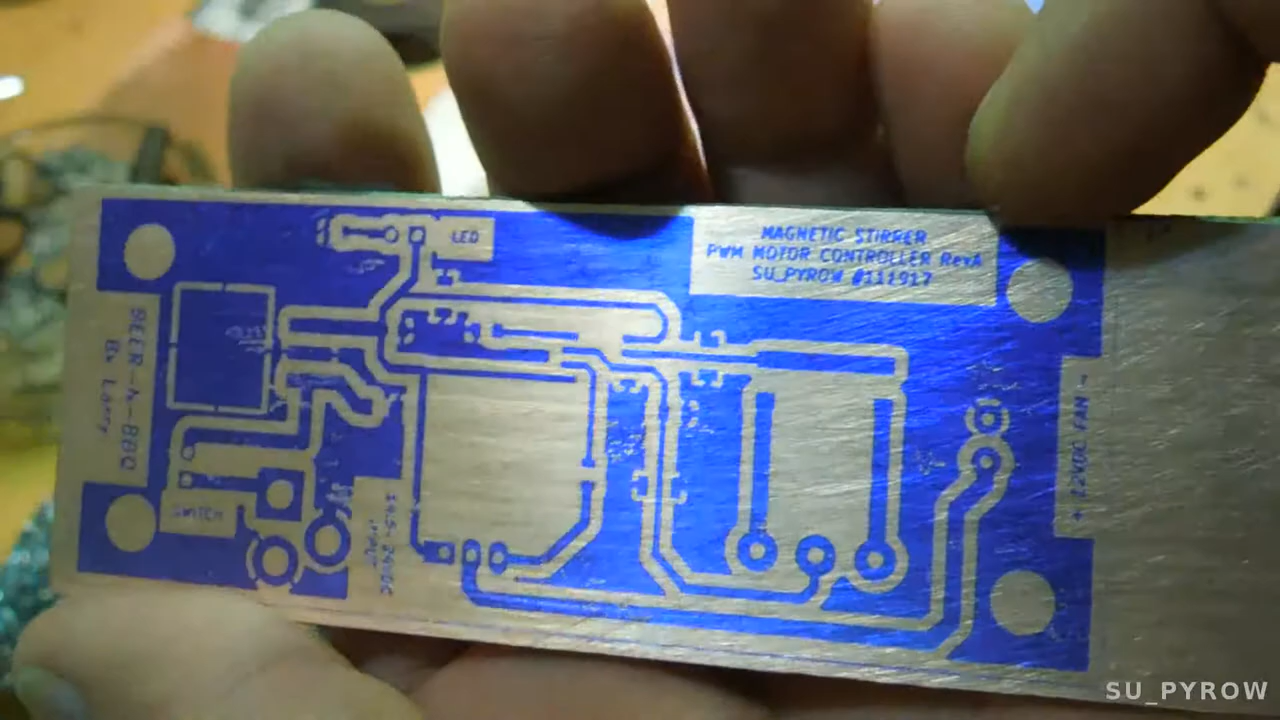 LED
MAGNETIC STIRRER
PWM MOTOR CONTROLLER RevA
SU_PYROW #111917
BEER-n-BBQ
By Larry
SWITCH
+ 12VDC FAN -
SU_PYROW